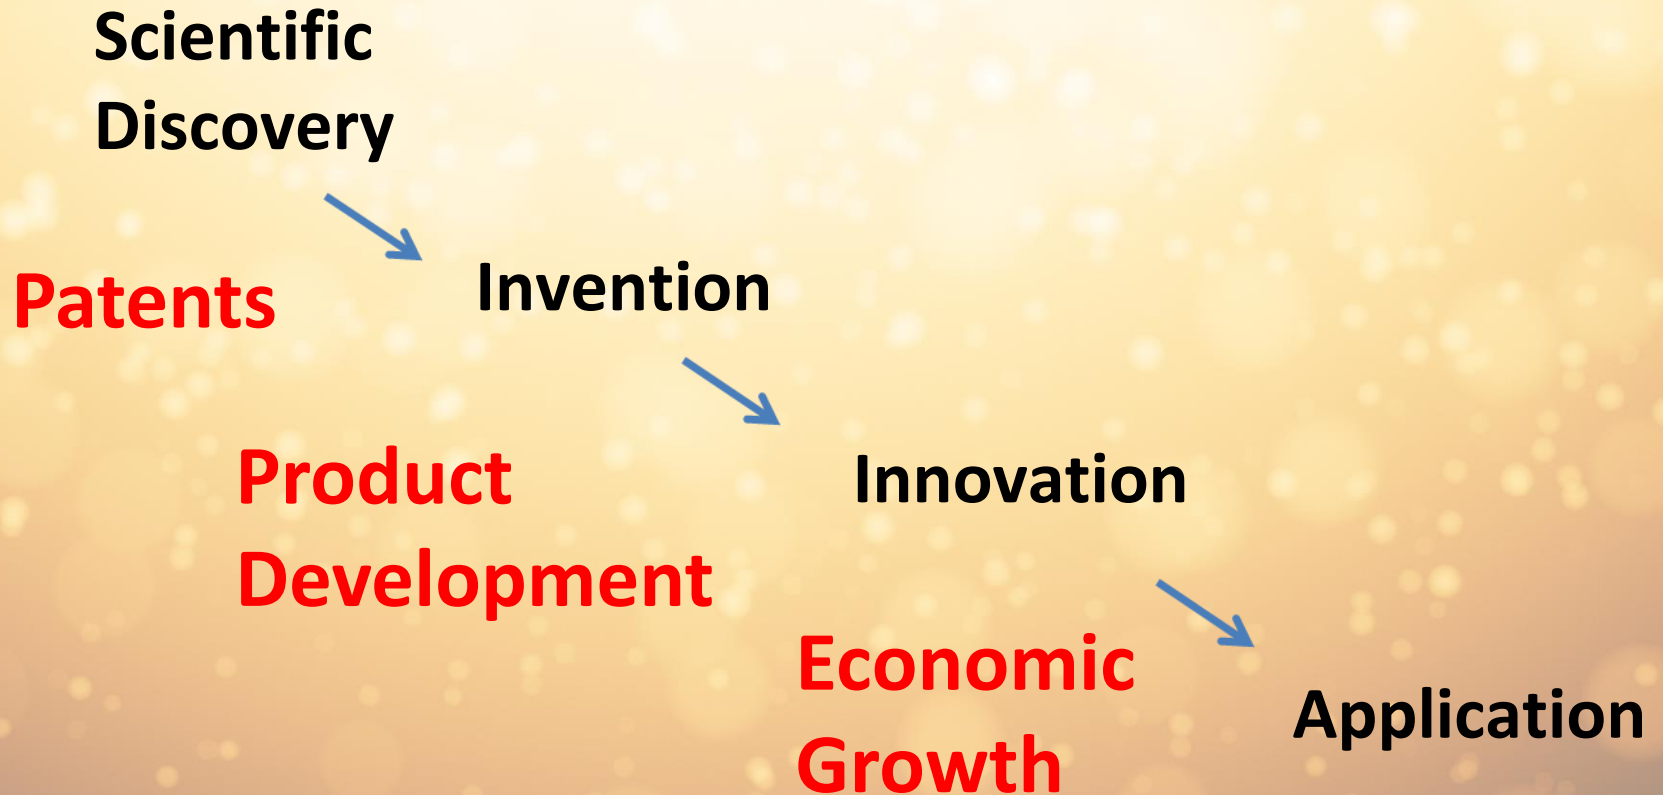 Scientific
Discovery
Patents
Invention
Product
Development
Innovation
Economic
Growth
Application